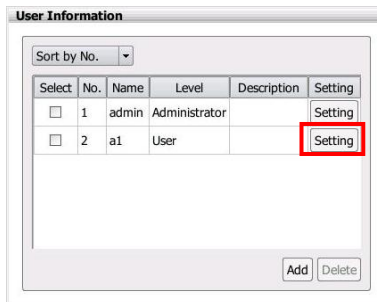 User Information
Sort by No.
Select No. Name Level Description Setting
1 admin Administrator Setting
2 a1 User Setting
Add Delete